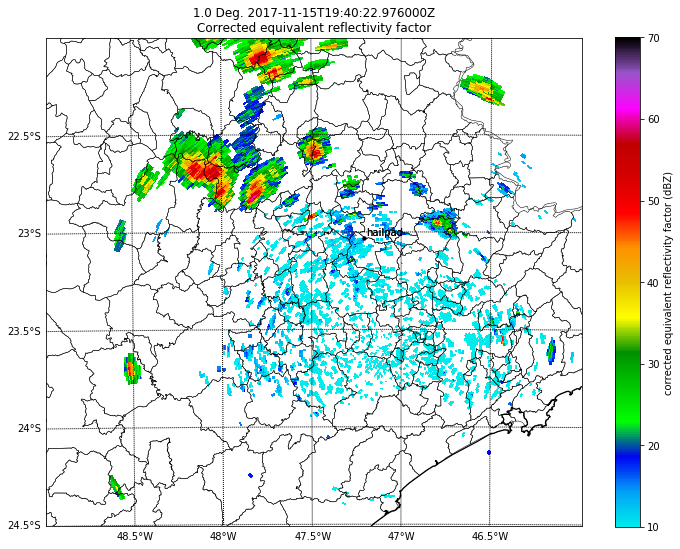 1.0 Deg. 2017-11-15T19:40:22.976000Z
Corrected equivalent reflectivity factor
70
60
50
40
30
20
10
corrected equivalent reflectivity factor (dBZ)
22.5°S
23°S
23.5°S
24°S
24.5°S
hailpad
48.5°W
48°W
47.5°W
47°W
46.5°W